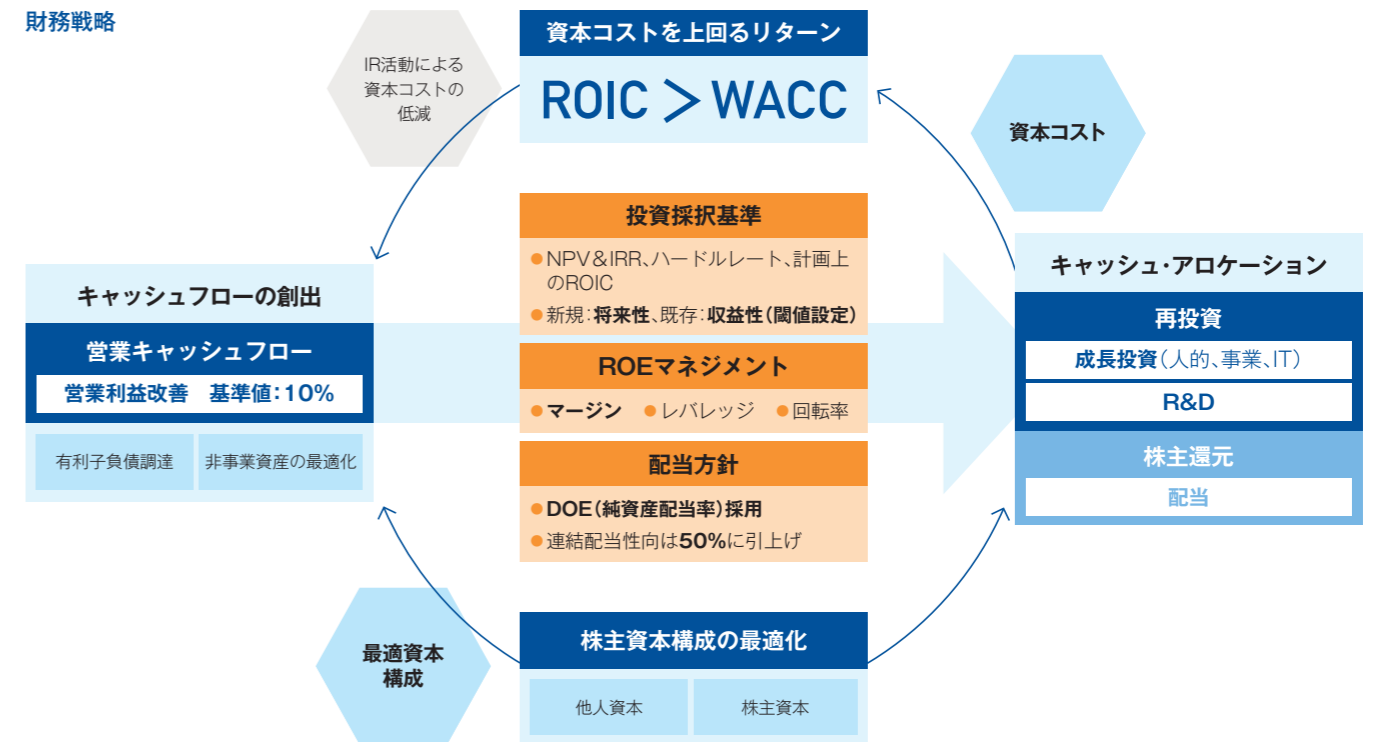 財務戦略
IR活動による
資本コストの
低減
資本コストを上回るリターン
ROIC > WACC
資本コスト
キャッシュフローの創出
営業キャッシュフロー
営業利益改善　基準値：10%
有利子負債調達
非事業資産の最適化
投資採択基準
●NPV＆IRR、ハードルレート、計画上
のROIC
●新規：将来性、既存：収益性（閾値設定）
ROEマネジメント
●マージン　●レバレッジ　●回転率
配当方針
●DOE（純資産配当率）採用
●連結配当性向は50%に引上げ
キャッシュ・アロケーション
再投資
成長投資（人的、事業、IT）
R&D
株主還元
配当
最適資本
構成
株主資本構成の最適化
他人資本
株主資本